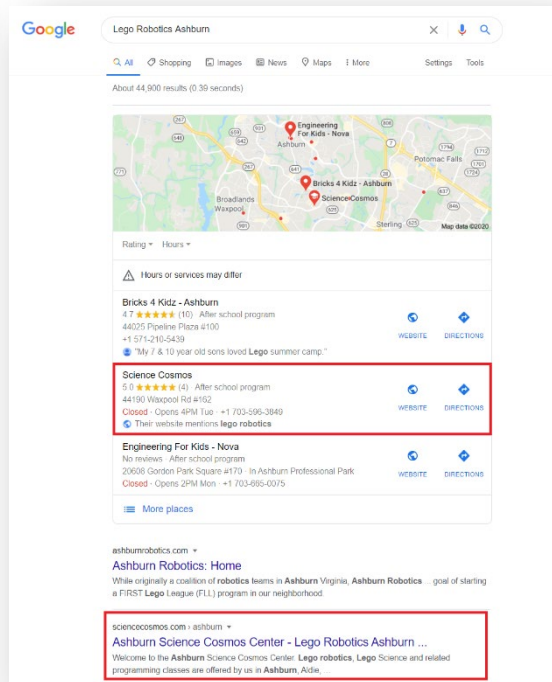 Google
Lego Robotics Ashburn
All Shopping Images News Maps More Settings Tools
About 44,900 results (0.39 seconds)
Engineering
For Kids - Nova
Ashburn
Potomac Falls
Bricks 4 Kidz - Ashburn
ScienceCosmos
Broadlands
Waxpool
Sterling
Map data ©2020
Rating Hours
Hours or services may differ
Bricks 4 Kidz - Ashburn
4.7 (10) · After school program
44025 Pipeline Plaza #100
+1 571-210-5439
WEBSITE DIRECTIONS
"My 7 & 10 year old sons loved Lego summer camp."
Science Cosmos
5.0 (4) · After school program
44190 Waxpool Rd #162
Closed · Opens 4PM Tue · +1 703-596-3849
WEBSITE DIRECTIONS
Their website mentions lego robotics
Engineering For Kids - Nova
No reviews · After school program
20608 Gordon Park Square #170 · In Ashburn Professional Park
Closed · Opens 2PM Mon · +1 703-665-0075
WEBSITE DIRECTIONS
More places
ashburnrobotics.com
Ashburn Robotics: Home
While originally a coalition of robotics teams in Ashburn Virginia, Ashburn Robotics ... goal of starting
a FIRST Lego League (FLL) program in our neighborhood.
sciencecosmos.com › ashburn
Ashburn Science Cosmos Center - Lego Robotics Ashburn ...
Welcome to the Ashburn Science Cosmos Center. Lego robotics, Lego Science and related
programming classes are offered by us in Ashburn, Aldie, ...